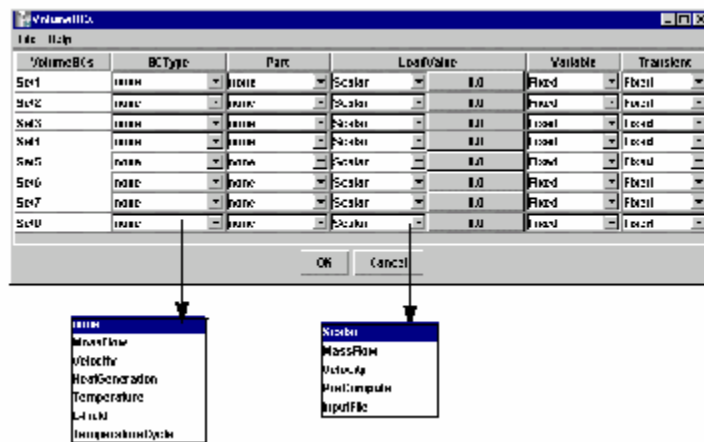 VolumeBCs
File Help
VolumeBCs BCType Part LoadValue Variable Transient
Set1 none none Scalar 0.0 Fixed Fixed
Set2 none none Scalar 0.0 Fixed Fixed
Set3 none none Scalar 0.0 Fixed Fixed
Set4 none none Scalar 0.0 Fixed Fixed
Set5 none none Scalar 0.0 Fixed Fixed
Set6 none none Scalar 0.0 Fixed Fixed
Set7 none none Scalar 0.0 Fixed Fixed
Set8 none none Scalar 0.0 Fixed Fixed
OK Cancel
none
MassFlow
Velocity
HeatGeneration
Temperature
TemperatureCycle
Scalar
MassFlow
Velocity
PreCompute
InputFile